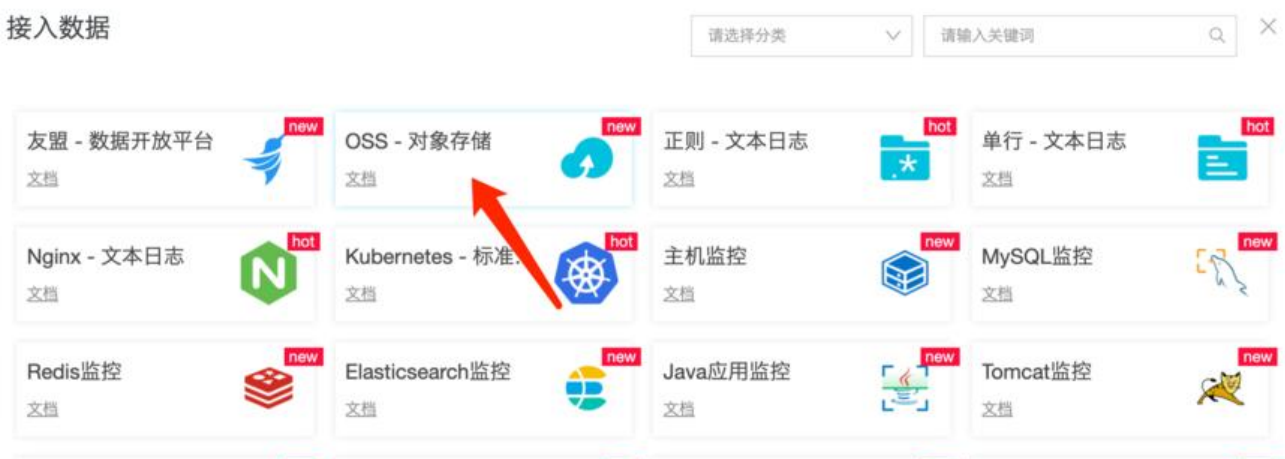 接入数据
请选择分类
请输入关键词
友盟 - 数据开放平台
new
文档
OSS - 对象存储
new
文档
正则 - 文本日志
hot
文档
单行 - 文本日志
hot
文档
Nginx - 文本日志
hot
文档
Kubernetes - 标准.
hot
文档
主机监控
new
文档
MySQL监控
new
文档
Redis监控
new
文档
Elasticsearch监控
new
文档
Java应用监控
new
文档
Tomcat监控
new
文档